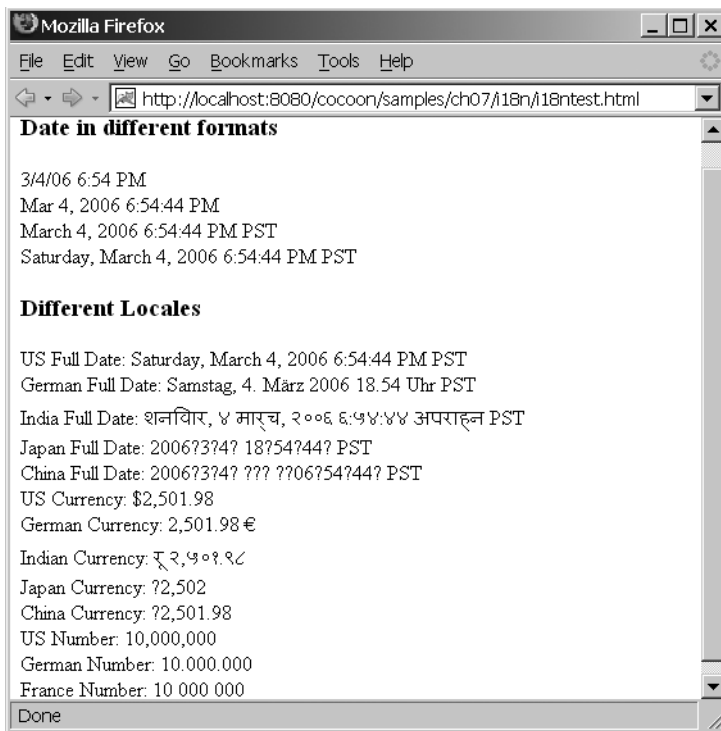 Mozilla Firefox
File Edit View Go Bookmarks Tools Help
http://localhost:8080/cocoon/samples/ch07/i18n/i18ntest.html
Date in different formats
3/4/06 6:54 PM
Mar 4, 2006 6:54:44 PM
March 4, 2006 6:54:44 PM PST
Saturday, March 4, 2006 6:54:44 PM PST
Different Locales
US Full Date: Saturday, March 4, 2006 6:54:44 PM PST
German Full Date: Samstag, 4. März 2006 18.54 Uhr PST
India Full Date: शनिवार, ४ मार्च, २००६ ६:५४:४४ अपराह्न PST
Japan Full Date: 2006?3?4? 18?54?44? PST
China Full Date: 2006?3?4? ??? ??06?54?44? PST
US Currency: $2,501.98
German Currency: 2,501.98 €
Indian Currency: रू २,५०१.९८
Japan Currency: ?2,502
China Currency: ?2,501.98
US Number: 10,000,000
German Number: 10.000.000
France Number: 10 000 000
Done